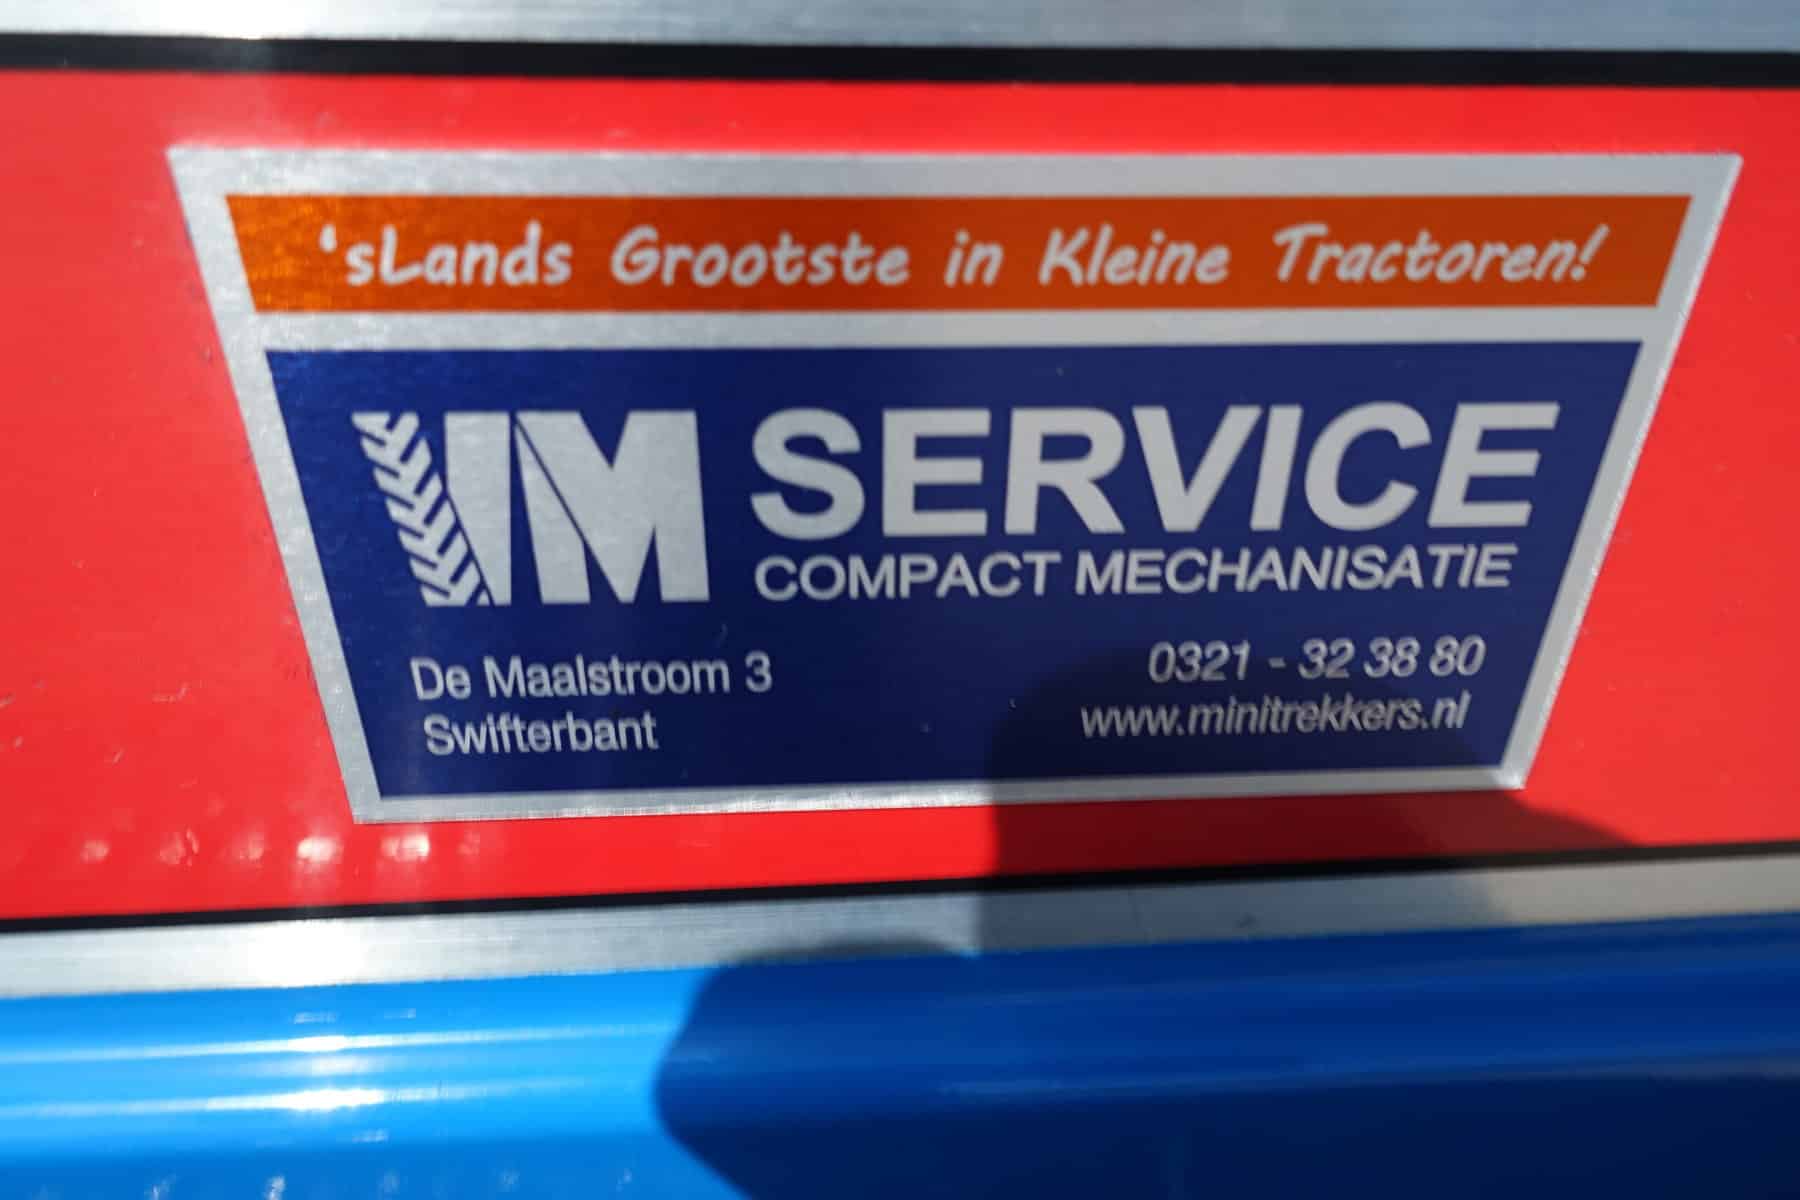 'sLands Grootste in Kleine Tractoren!
IM SERVICE
COMPACT MECHANISATIE
De Maalstroom 3
Swifterbant
0321 - 32 38 80
www.minitrekkers.nl